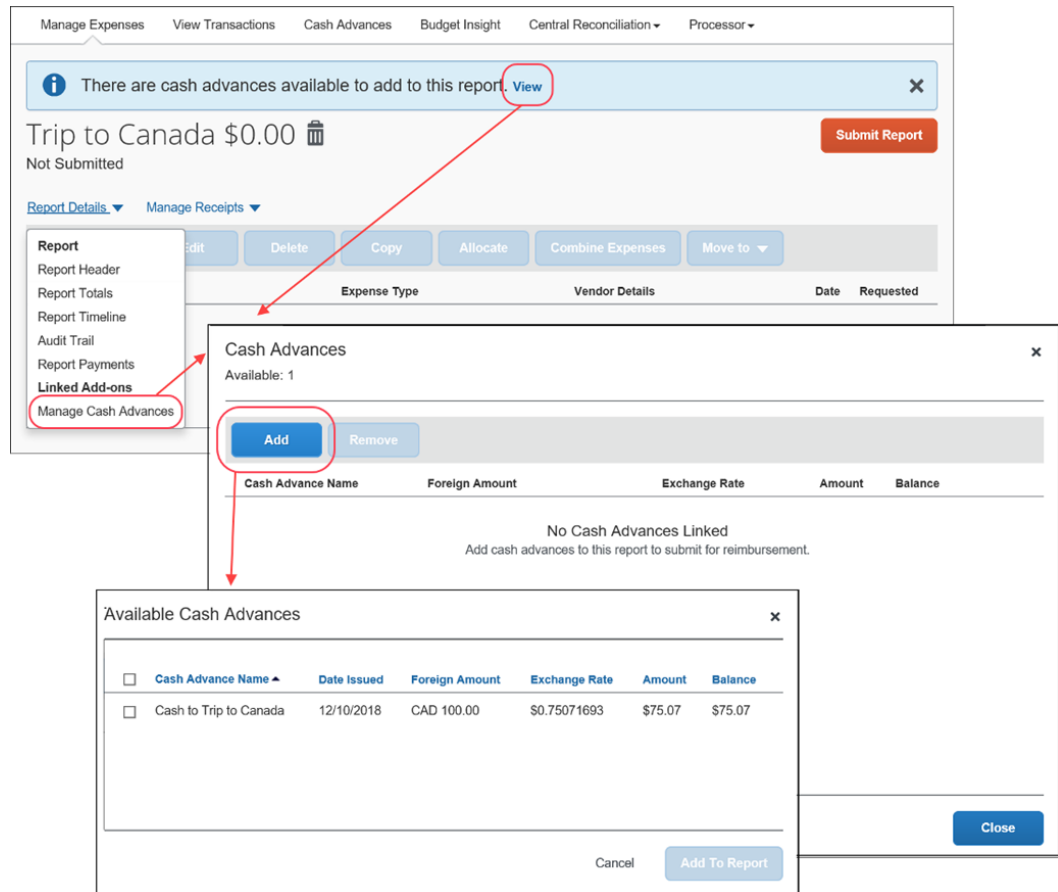 Manage Expenses View Transactions Cash Advances Budget Insight Central Reconciliation Processor
There are cash advances available to add to this report. View
Trip to Canada $0.00
Submit Report
Not Submitted
Report Details Manage Receipts
Report
Report Header
Report Totals
Report Timeline
Audit Trail
Report Payments
Linked Add-ons
Manage Cash Advances
Delete Copy Allocate Combine Expenses Move to
Expense Type Vendor Details Date Requested
Cash Advances
Available: 1
Add Remove
Cash Advance Name Foreign Amount Exchange Rate Amount Balance
No Cash Advances Linked
Add cash advances to this report to submit for reimbursement.
Close
Available Cash Advances
Cash Advance Name Date Issued Foreign Amount Exchange Rate Amount Balance
Cash to Trip to Canada 12/10/2018 CAD 100.00 $0.75071693 $75.07 $75.07
Cancel Add To Report